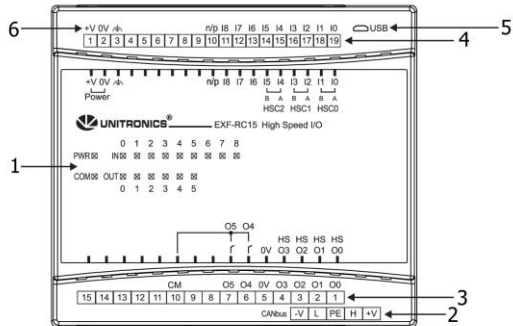 6 +V 0V n/p I8 I7 I6 I5 I4 I3 I2 I1 I0 USB 5
1 2 3 4 5 6 7 8 9 10 11 12 13 14 15 16 17 18 19 4
+V 0V n/p I8 I7 I6 I5 I4 I3 I2 I1 I0
Power B A B A B A
HSC2 HSC1 HSC0
UNITRONICS EXF-RC15 High Speed I/O
0 1 2 3 4 5 6 7 8
1 PWR IN
COM OUT
0 1 2 3 4 5
O5 O4
HS HS HS HS
0V O3 O2 O1 O0
CM O5 O4 0V O3 O2 O1 O0
15 14 13 12 11 10 9 8 7 6 5 4 3 2 1 3
CANbus -V L PE H +V 2